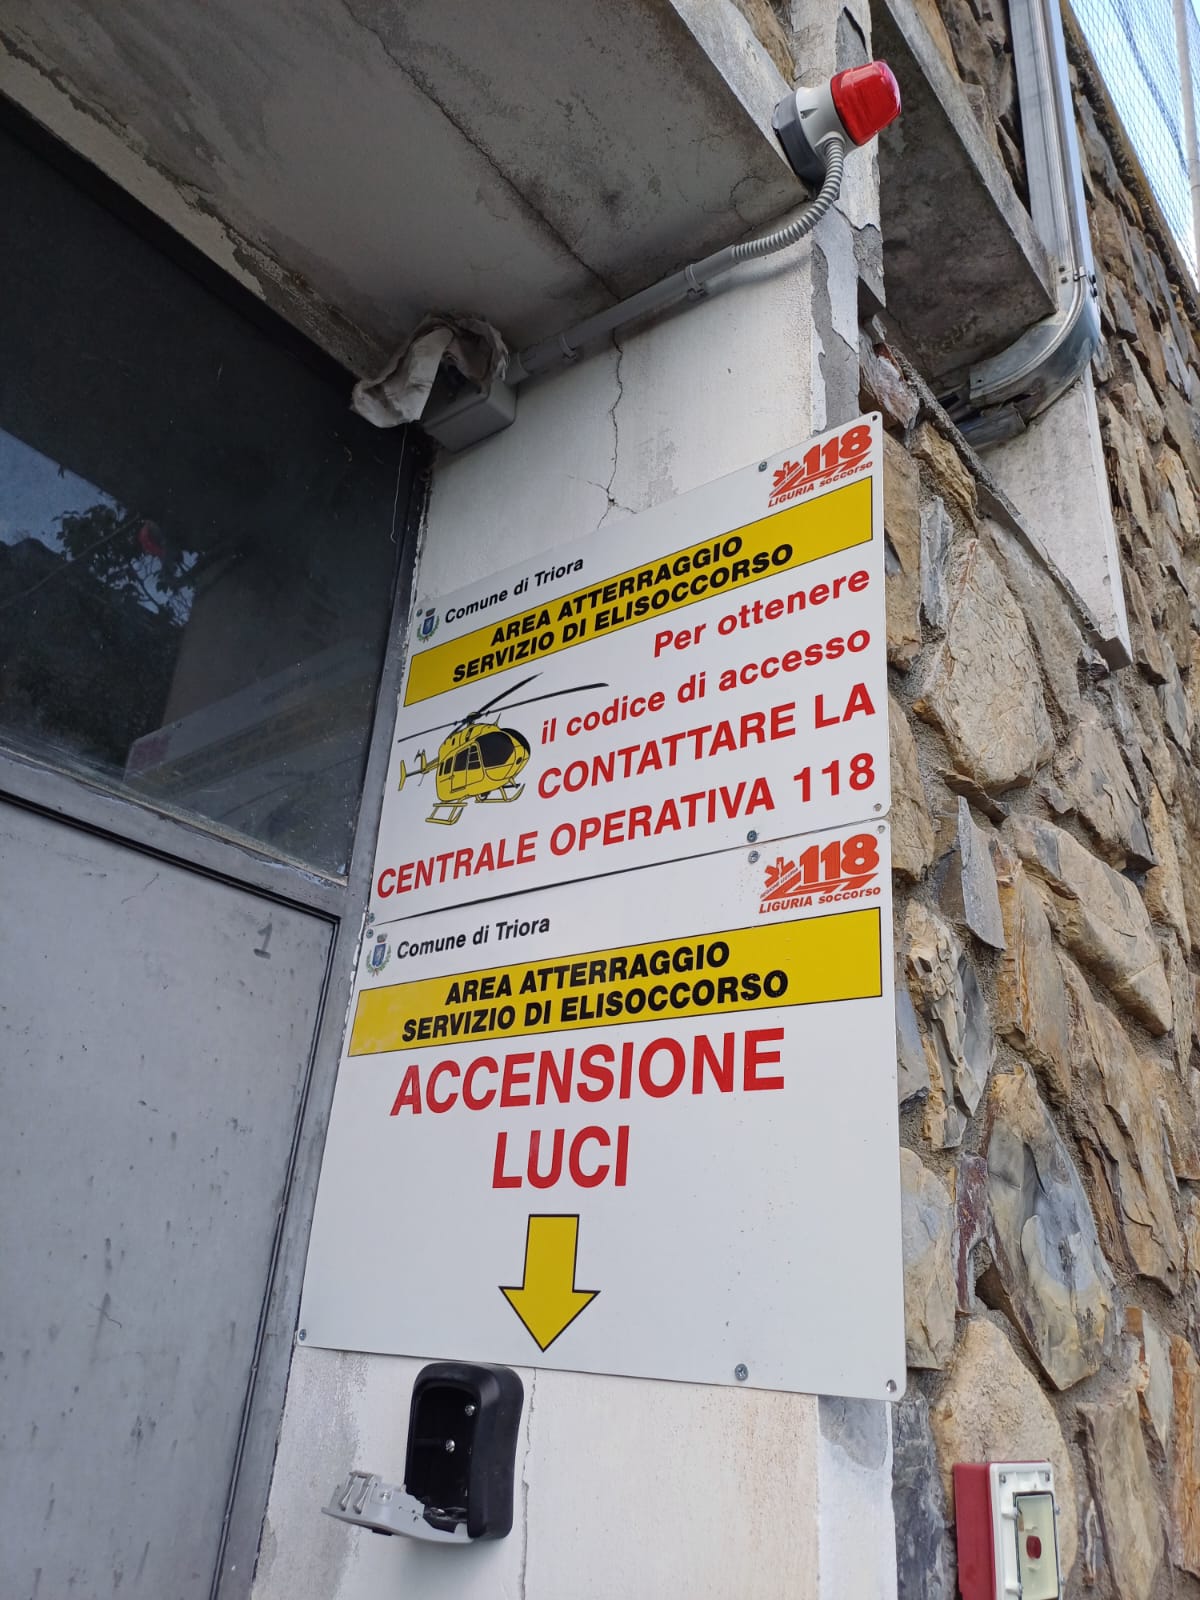 118
LIGURIA soccorso
Comune di Triora
AREA ATTERRAGGIO
SERVIZIO DI ELISOCCORSO
Per ottenere
il codice di accesso
CONTATTARE LA
CENTRALE OPERATIVA 118
118
LIGURIA soccorso
Comune di Triora
AREA ATTERRAGGIO
SERVIZIO DI ELISOCCORSO
ACCENSIONE
LUCI
1